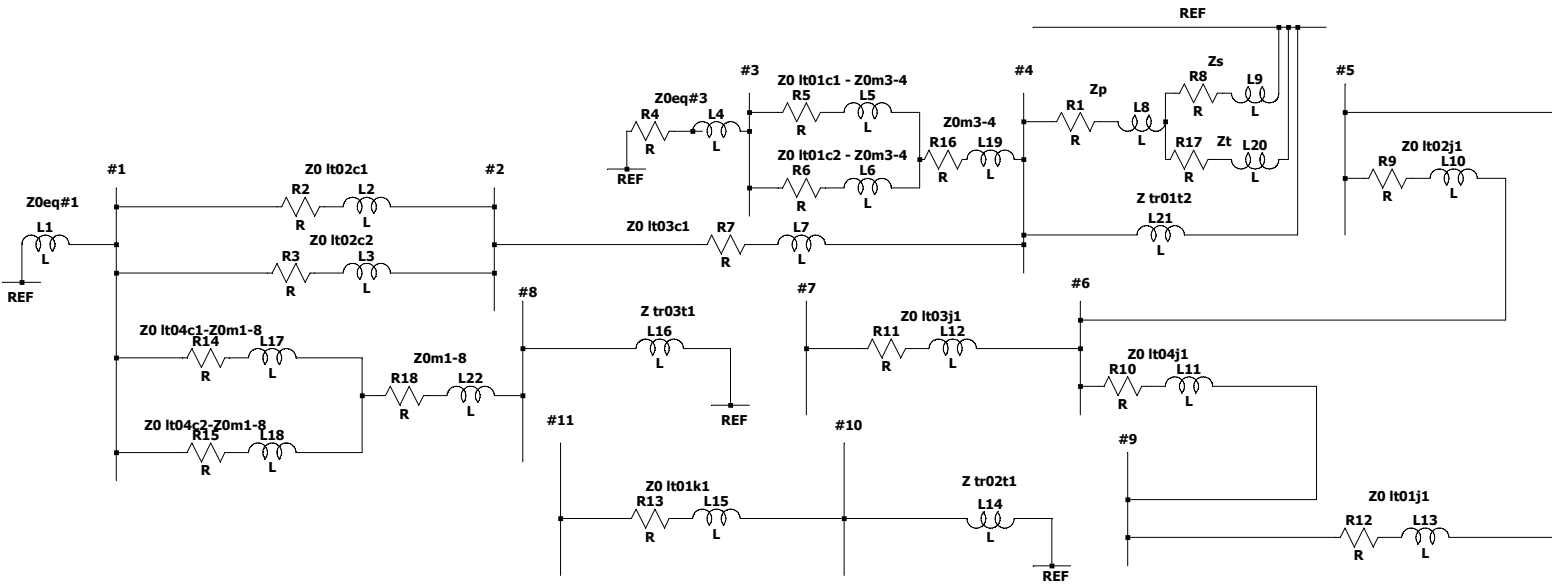 REF
#3
#4
#5
Z0 lt01c1 - Z0m3-4
Zs
Zp
Z0eq#3
R5
L5
R
L
R4
L4
R
L
R8
L9
R
L
R1
L8
R
L
Z0m3-4
R16
L19
R
L
Zt
R17
L20
R
L
Z0 lt01c2 - Z0m3-4
R6
L6
R
L
REF
Z0 lt02j1
R9
L10
R
L
#1
#2
Z0 lt02c1
R2
L2
R
L
Z0eq#1
L1
L
REF
Z0 lt03c1
R7
L7
R
L
Z tr01t2
L21
L
Z0 lt02c2
R3
L3
R
L
#8
#7
#6
Z tr03t1
L16
L
REF
Z0 lt03j1
R11
L12
R
L
Z0 lt04c1-Z0m1-8
R14
L17
R
L
Z0m1-8
R18
L22
R
L
Z0 lt04j1
R10
L11
R
L
Z0 lt04c2-Z0m1-8
R15
L18
R
L
#11
#10
#9
Z0 lt01k1
R13
L15
R
L
Z tr02t1
L14
L
REF
Z0 lt01j1
R12
L13
R
L